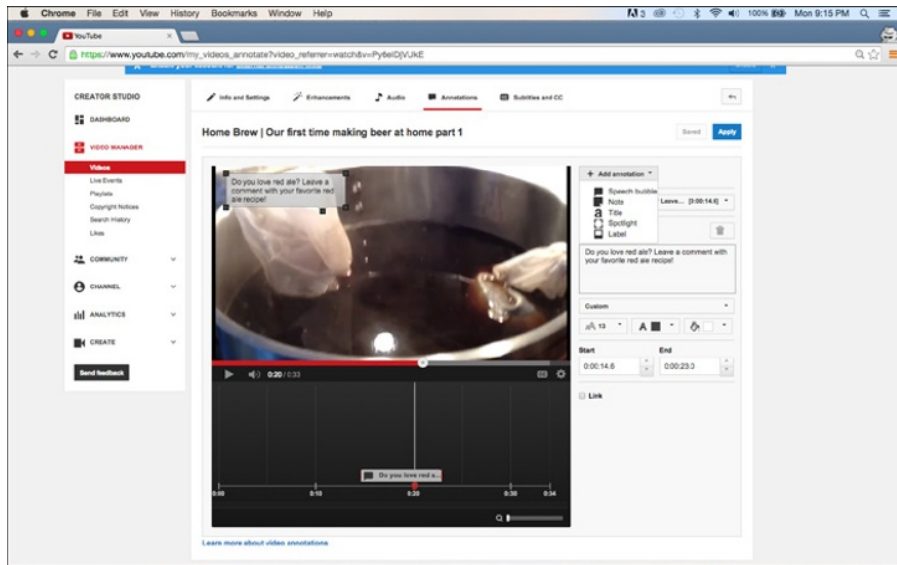 Chrome File Edit View History Bookmarks Window Help
3 100% Mon 9:15 PM
YouTube
https://www.youtube.com/my_videos_annotate?video_referrer=watch&v=Py6elDjVUkE
CREATOR STUDIO
Info and Settings Enhancements Audio Annotations Subtitles and CC
DASHBOARD
Home Brew | Our first time making beer at home part 1
Saved Apply
VIDEO MANAGER
Videos
Live Events
Playlists
Copyright Notices
Search History
Likes
COMMUNITY
CHANNEL
ANALYTICS
CREATE
Send feedback
Do you love red ale? Leave a
comment with your favorite red
ale recipe!
0:20 / 0:33
Do you love red a...
0:00 0:10 0:20 0:30 0:34
+ Add annotation
Speech bubble
Note
Title
Spotlight
Label
Leave... [0:00:14.6]
Do you love red ale? Leave a comment with
your favorite red ale recipe!
Custom
13
Start End
0:00:14.6 0:00:23.0
Link
Learn more about video annotations